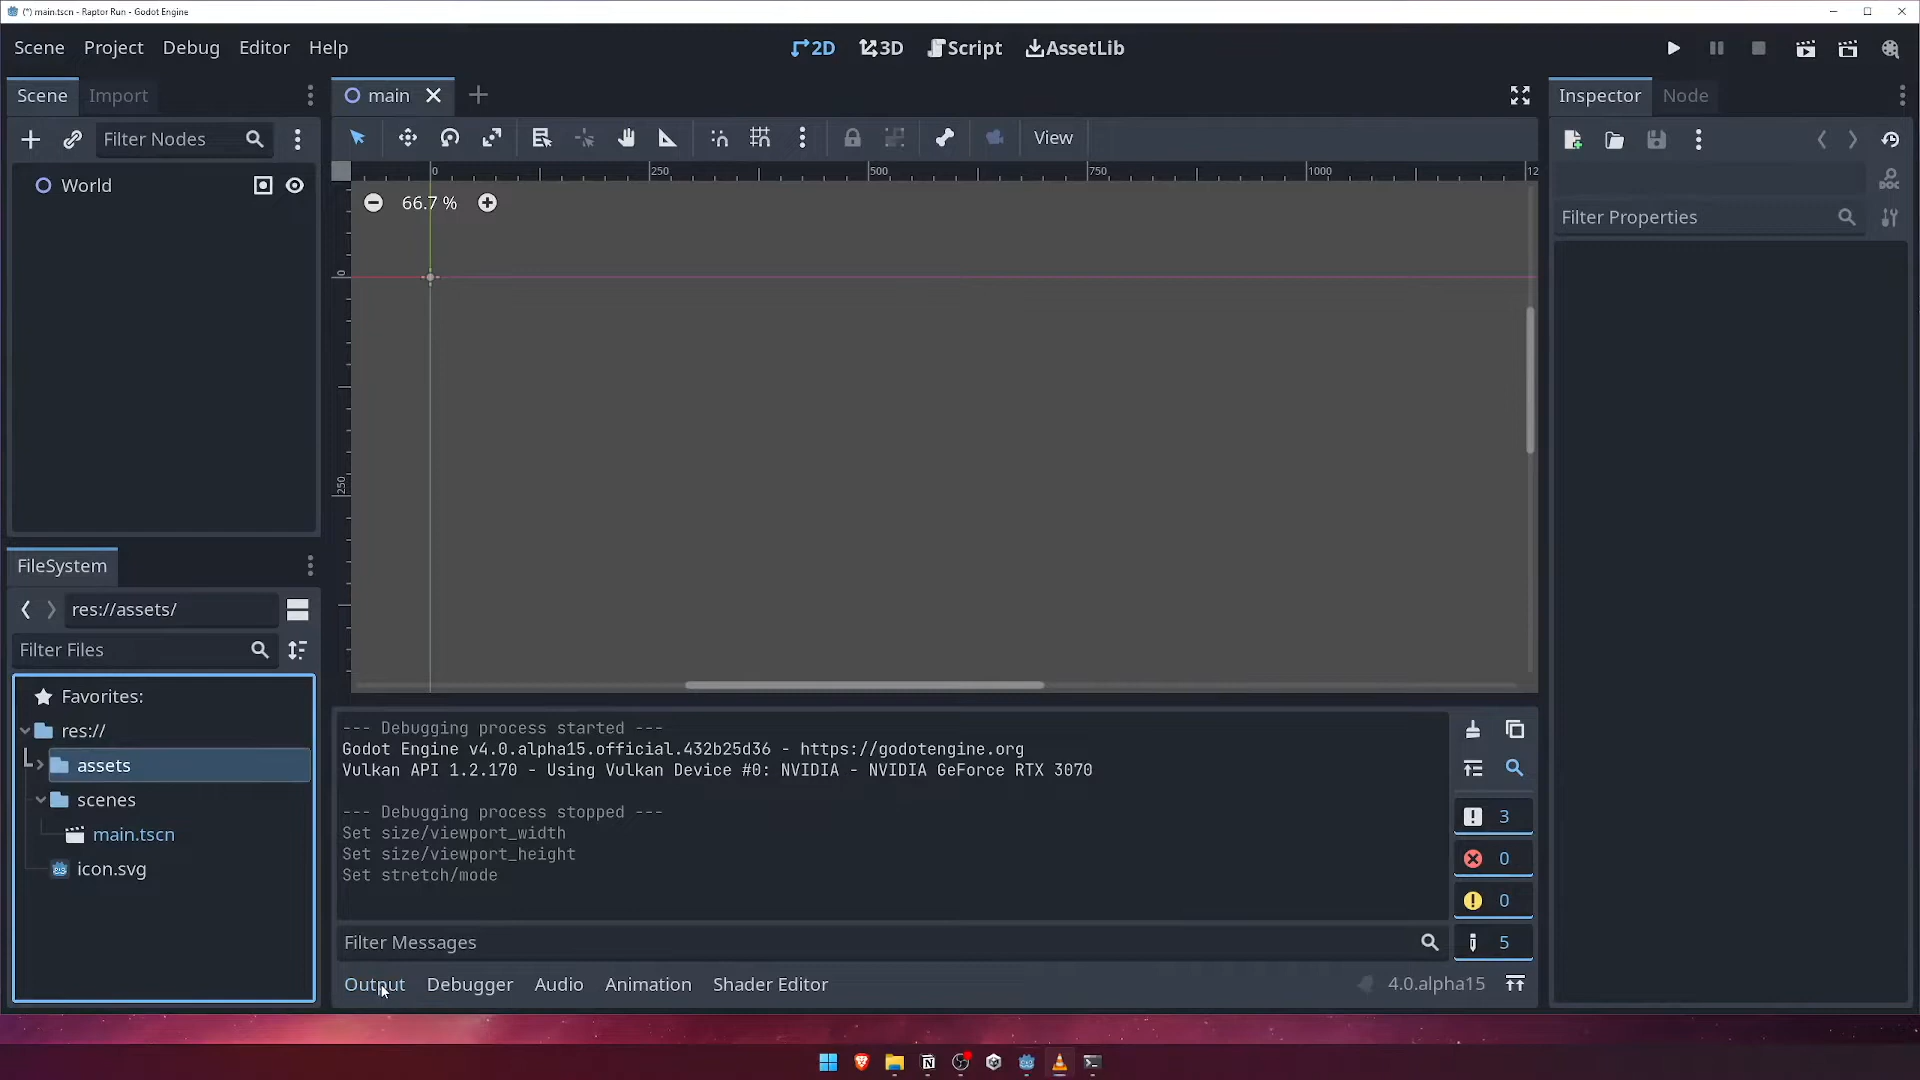 (*) main.tscn - Raptor Run - Godot Engine
Scene Project Debug Editor Help
2D 3D Script AssetLib
Scene Import
main
Inspector Node
Filter Nodes
View
World
0 250 500 750 1000 12
66.7 %
0
250
Filter Properties
DOC
FileSystem
res://assets/
Filter Files
Favorites:
res://
assets
scenes
main.tscn
icon.svg
--- Debugging process started ---
Godot Engine v4.0.alpha15.official.432b25d36 - https://godotengine.org
Vulkan API 1.2.170 - Using Vulkan Device #0: NVIDIA - NVIDIA GeForce RTX 3070
--- Debugging process stopped ---
Set size/viewport_width
Set size/viewport_height
Set stretch/mode
3
0
0
5
Filter Messages
Output Debugger Audio Animation Shader Editor
4.0.alpha15